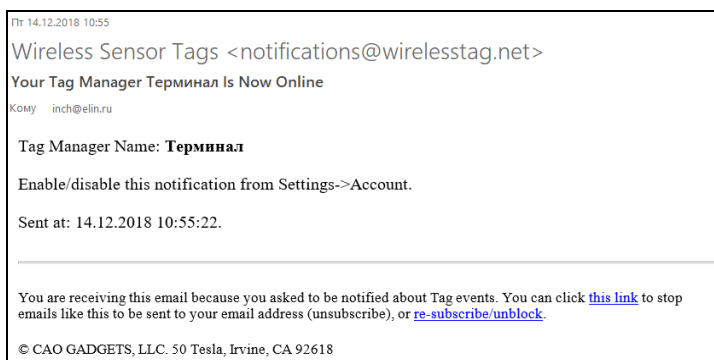 Пт 14.12.2018 10:55
Wireless Sensor Tags <notifications@wirelesstag.net>
Your Tag Manager Терминал Is Now Online
Кому inch@elin.ru
Tag Manager Name: Терминал
Enable/disable this notification from Settings->Account.
Sent at: 14.12.2018 10:55:22.
You are receiving this email because you asked to be notified about Tag events. You can click this link to stop
emails like this to be sent to your email address (unsubscribe), or re-subscribe/unblock.
© CAO GADGETS, LLC. 50 Tesla, Irvine, CA 92618